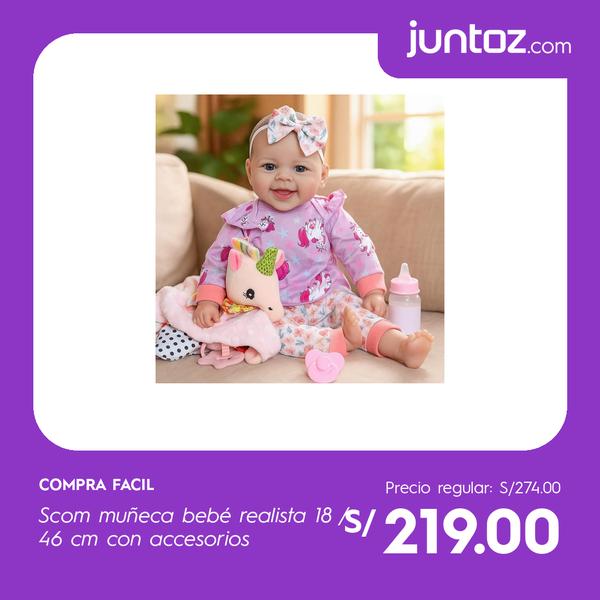 juntoz.com
COMPRA FACIL
Scom muñeca bebé realista 18 /
46 cm con accesorios
Precio regular: S/274.00
S/ 219.00